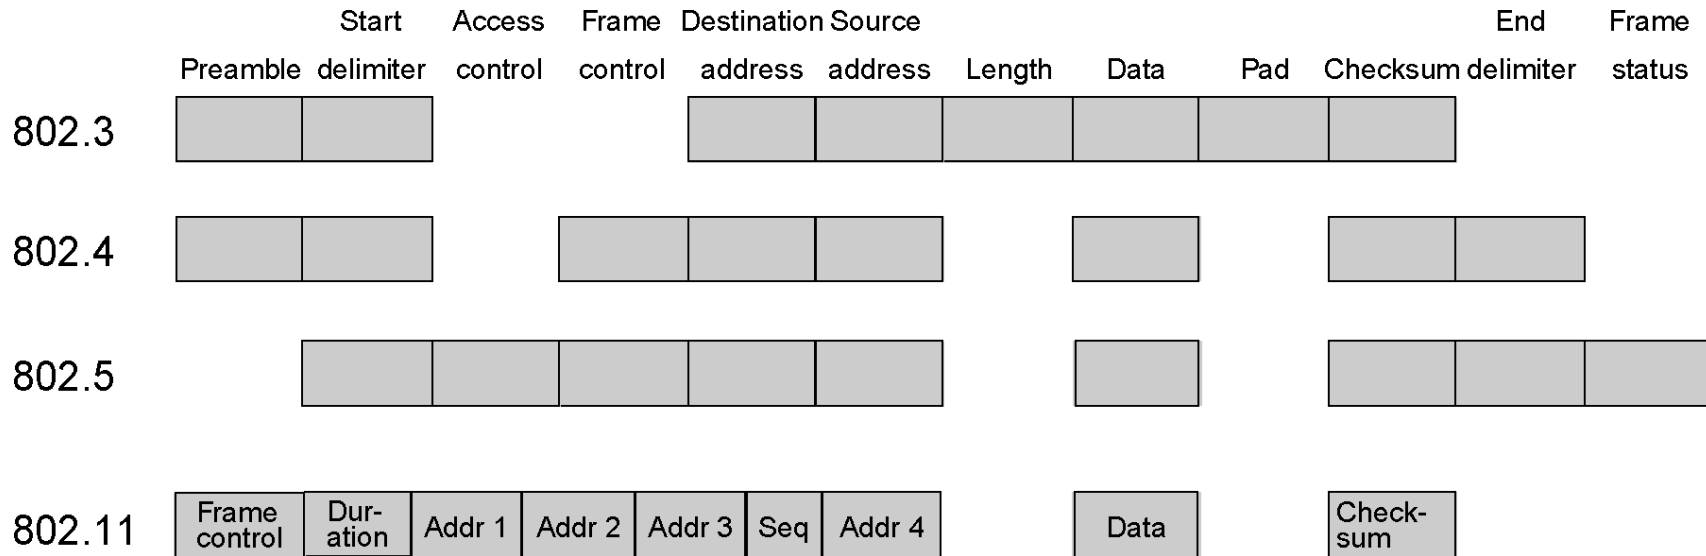 Start Access Frame Destination Source End Frame
Preamble delimiter control control address address Length Data Pad Checksum delimiter status
802.3
802.4
802.5
802.11
Frame control
Dur-
ation
Addr 1
Addr 2
Addr 3
Seq
Addr 4
Data
Check-
sum